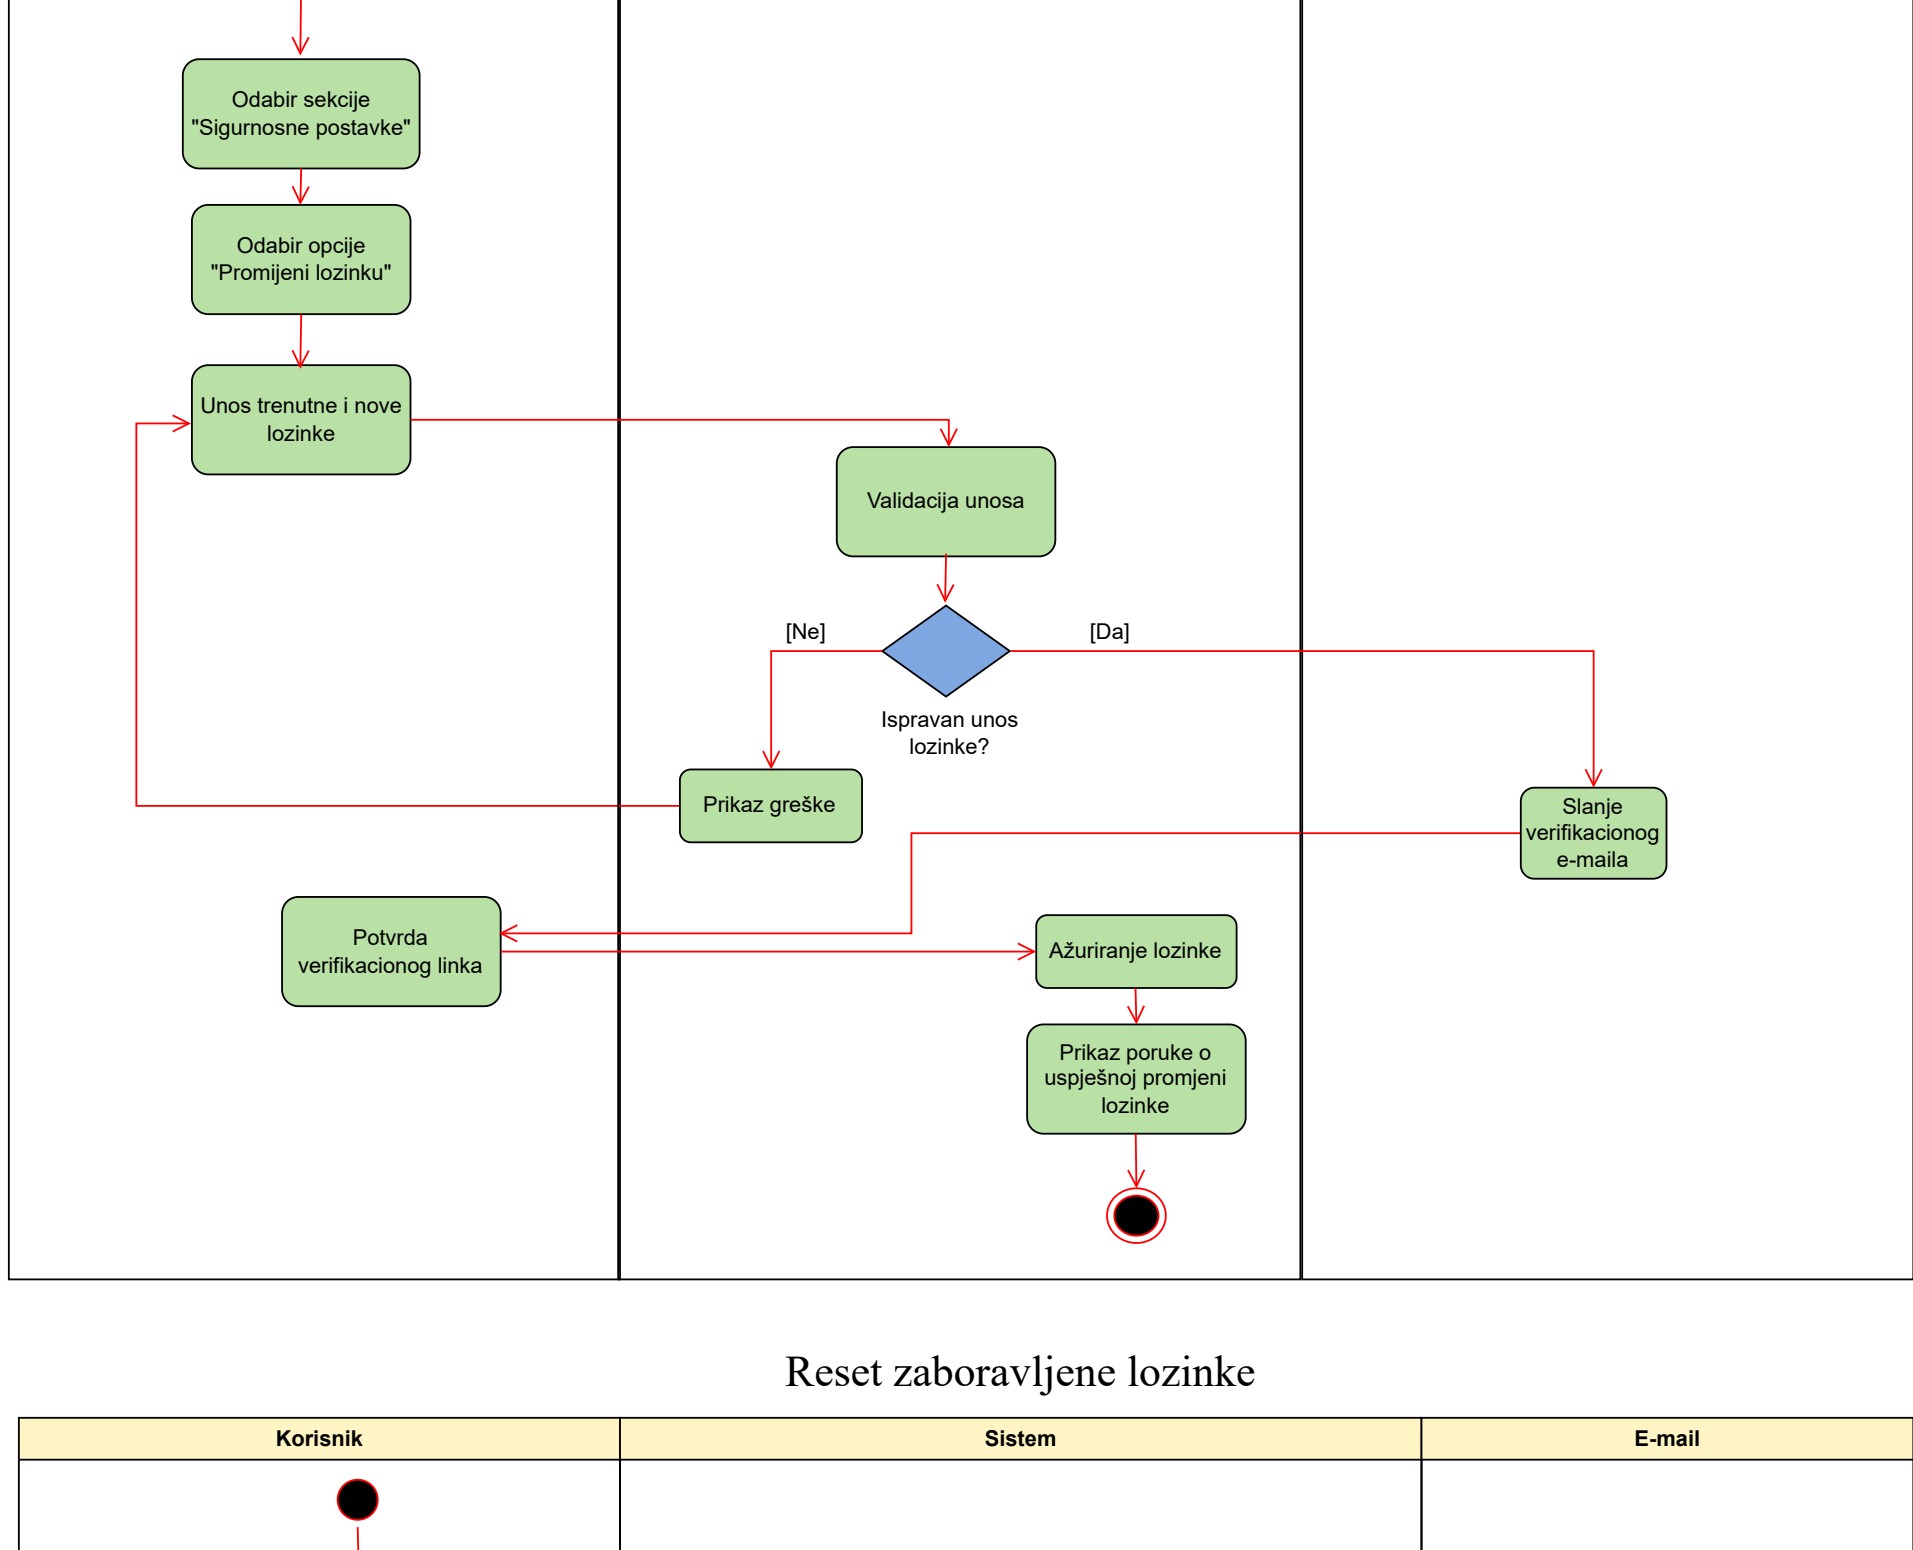 Odabir sekcije
"Sigurnosne postavke"
Odabir opcije
"Promijeni lozinku"
Unos trenutne i nove
lozinke
Validacija unosa
[Ne]
[Da]
Ispravan unos
lozinke?
Prikaz greške
Slanje
verifikacionog
e-maila
Potvrda
verifikacionog linka
Ažuriranje lozinke
Prikaz poruke o
uspješnoj promjeni
lozinke
Reset zaboravljene lozinke
Korisnik
Sistem
E-mail